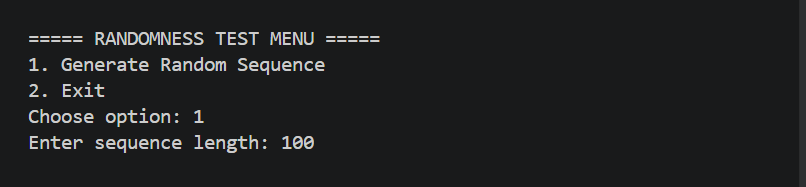 ===== RANDOMNESS TEST MENU =====
1. Generate Random Sequence
2. Exit
Choose option: 1
Enter sequence length: 100